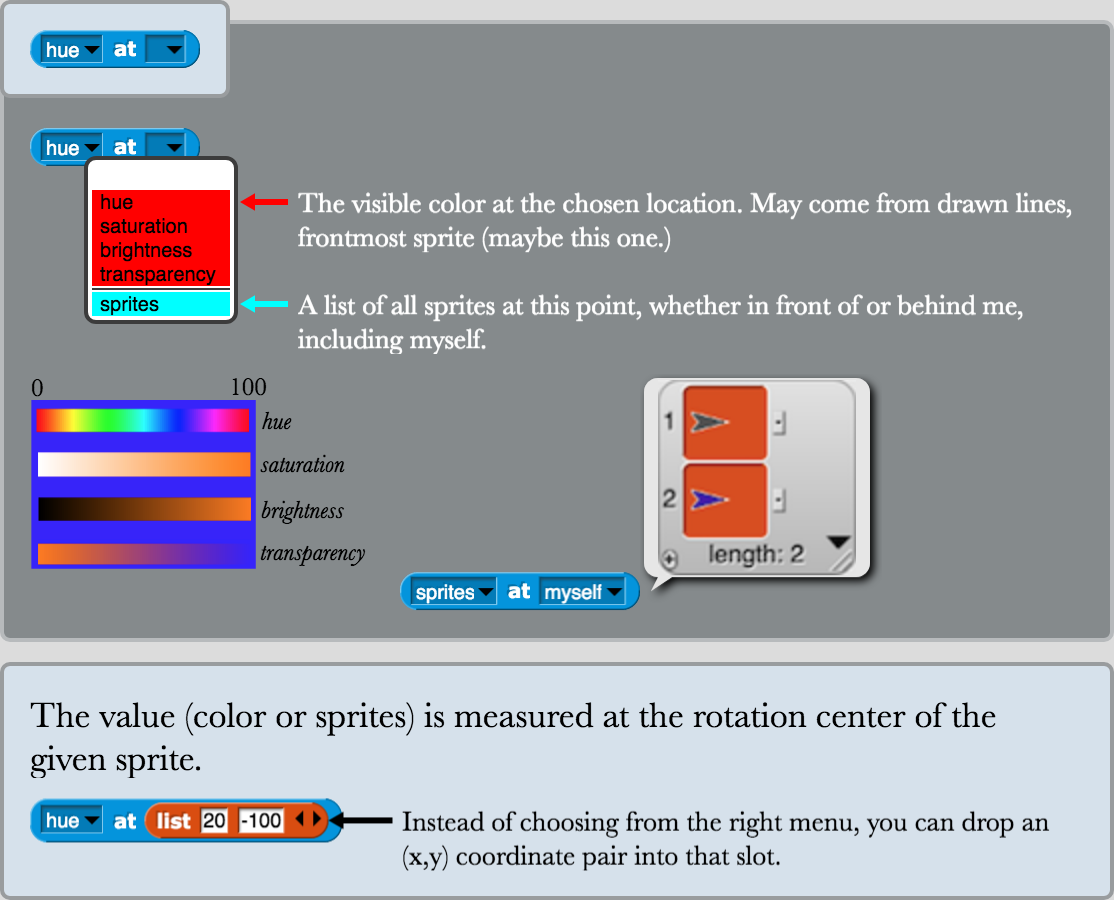 hue at
hue at
hue
saturation
brightness
transparency
sprites
The visible color at the chosen location. May come from drawn lines,
frontmost sprite (maybe this one.)
A list of all sprites at this point, whether in front of or behind me,
including myself.
0 100
hue
saturation
brightness
transparency
1
2
length: 2
sprites at myself
The value (color or sprites) is measured at the rotation center of the
given sprite.
hue at list 20 -100
Instead of choosing from the right menu, you can drop an
(x,y) coordinate pair into that slot.